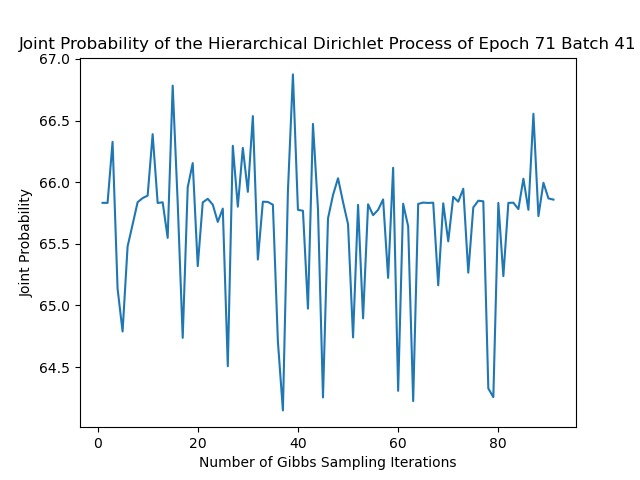 Joint Probability of the Hierarchical Dirichlet Process of Epoch 71 Batch 41
67.0
66.5
66.0
65.5
65.0
64.5
Joint Probability
0 20 40 60 80
Number of Gibbs Sampling Iterations